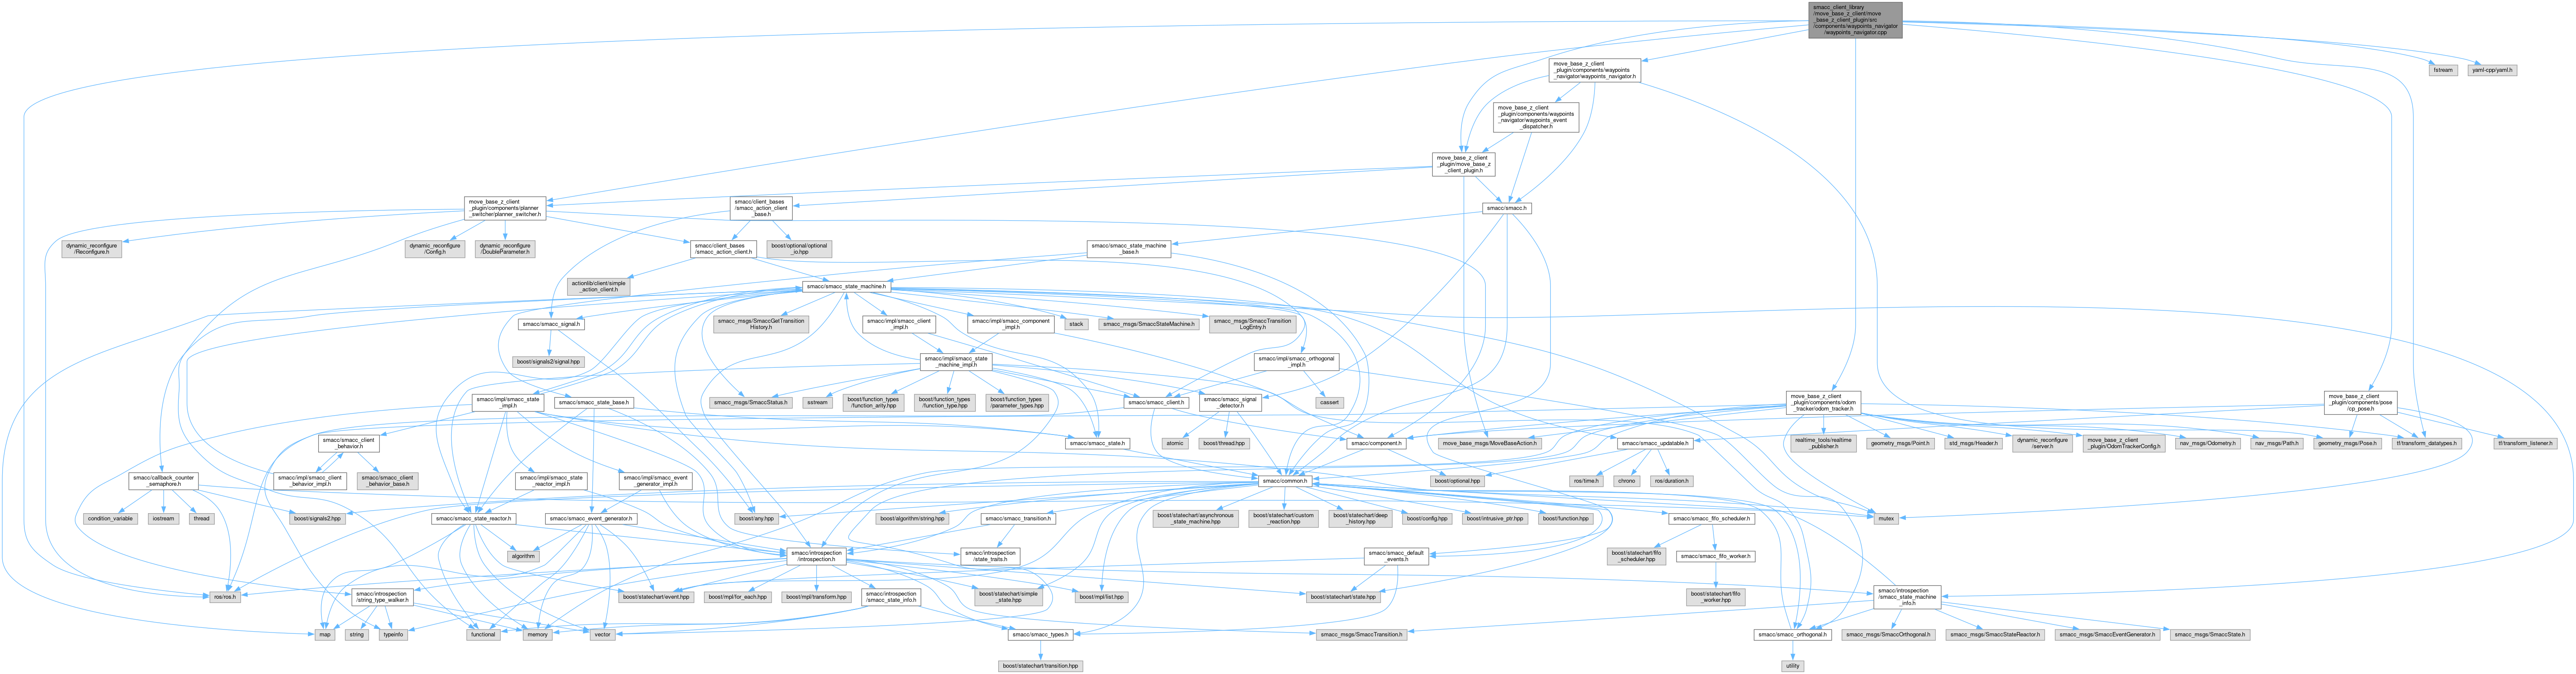 smacc_client_library
/move_base_z_client/move
_base_z_client_plugin/src
/components/waypoints_navigator
/waypoints_navigator.cpp
move_base_z_client
_plugin/components/waypoints
_navigator/waypoints_navigator.h
fstream
yaml-cpp/yaml.h
move_base_z_client
_plugin/components/waypoints
_navigator/waypoints_event
_dispatcher.h
move_base_z_client
_plugin/move_base_z
_client_plugin.h
move_base_z_client
_plugin/components/planner
_switcher/planner_switcher.h
smacc/client_bases
/smacc_action_client
_base.h
smacc/smacc.h
dynamic_reconfigure
/Reconfigure.h
dynamic_reconfigure
/Config.h
dynamic_reconfigure
/DoubleParameter.h
smacc/client_bases
/smacc_action_client.h
boost/optional/optional
_io.hpp
smacc/smacc_state_machine
_base.h
actionlib/client/simple
_action_client.h
smacc/smacc_state_machine.h
smacc/smacc_signal.h
smacc_msgs/SmaccGetTransition
History.h
smacc/impl/smacc_client
_impl.h
smacc/impl/smacc_component
_impl.h
stack
smacc_msgs/SmaccStateMachine.h
smacc_msgs/SmaccTransition
LogEntry.h
boost/signals2/signal.hpp
smacc/impl/smacc_state
_machine_impl.h
smacc/impl/smacc_orthogonal
_impl.h
smacc/impl/smacc_state
_impl.h
smacc/smacc_state_base.h
smacc_msgs/SmaccStatus.h
sstream
boost/function_types
/function_arity.hpp
boost/function_types
/function_type.hpp
boost/function_types
/parameter_types.hpp
smacc/smacc_client.h
smacc/smacc_signal
_detector.h
cassert
move_base_z_client
_plugin/components/odom
_tracker/odom_tracker.h
move_base_z_client
_plugin/components/pose
/cp_pose.h
smacc/smacc_client
_behavior.h
smacc/smacc_state.h
atomic
boost/thread.hpp
smacc/component.h
move_base_msgs/MoveBaseAction.h
smacc/smacc_updatable.h
realtime_tools/realtime
_publisher.h
geometry_msgs/Point.h
std_msgs/Header.h
dynamic_reconfigure
/server.h
move_base_z_client
_plugin/OdomTrackerConfig.h
nav_msgs/Odometry.h
nav_msgs/Path.h
geometry_msgs/Pose.h
tf/transform_datatypes.h
tf/transform_listener.h
smacc/callback_counter
_semaphore.h
smacc/impl/smacc_client
_behavior_impl.h
smacc/smacc_client
_behavior_base.h
smacc/impl/smacc_state
_reactor_impl.h
smacc/impl/smacc_event
_generator_impl.h
smacc/common.h
boost/optional.hpp
ros/time.h
chrono
ros/duration.h
condition_variable
iostream
thread
boost/signals2.hpp
smacc/smacc_state_reactor.h
smacc/smacc_event_generator.h
boost/any.hpp
boost/algorithm/string.hpp
smacc/smacc_transition.h
boost/statechart/asynchronous
_state_machine.hpp
boost/statechart/custom
_reaction.hpp
boost/statechart/deep
_history.hpp
boost/config.hpp
boost/intrusive_ptr.hpp
boost/function.hpp
smacc/smacc_fifo_scheduler.h
mutex
algorithm
smacc/introspection
/introspection.h
smacc/introspection
/state_traits.h
smacc/smacc_default
_events.h
boost/statechart/fifo
_scheduler.hpp
smacc/smacc_fifo_worker.h
ros/ros.h
smacc/introspection
/string_type_walker.h
boost/statechart/event.hpp
boost/mpl/for_each.hpp
boost/mpl/transform.hpp
smacc/introspection
/smacc_state_info.h
boost/statechart/simple
_state.hpp
boost/mpl/list.hpp
boost/statechart/state.hpp
boost/statechart/fifo
_worker.hpp
smacc/introspection
/smacc_state_machine
_info.h
map
string
typeinfo
functional
memory
vector
smacc/smacc_types.h
smacc_msgs/SmaccTransition.h
smacc/smacc_orthogonal.h
smacc_msgs/SmaccOrthogonal.h
smacc_msgs/SmaccStateReactor.h
smacc_msgs/SmaccEventGenerator.h
smacc_msgs/SmaccState.h
boost/statechart/transition.hpp
utility